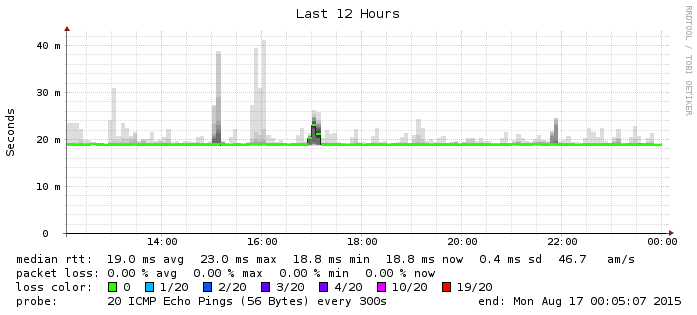 Last 12 Hours
RRDTOOL / TOBI OETIKER
Seconds
40 m
30 m
20 m
10 m
0
14:00 16:00 18:00 20:00 22:00 00:00
median rtt: 19.0 ms avg 23.0 ms max 18.8 ms min 18.8 ms now 0.4 ms sd 46.7 am/s
packet loss: 0.00 % avg 0.00 % max 0.00 % min 0.00 % now
loss color: 0 1/20 2/20 3/20 4/20 10/20 19/20
probe: 20 ICMP Echo Pings (56 Bytes) every 300s end: Mon Aug 17 00:05:07 2015